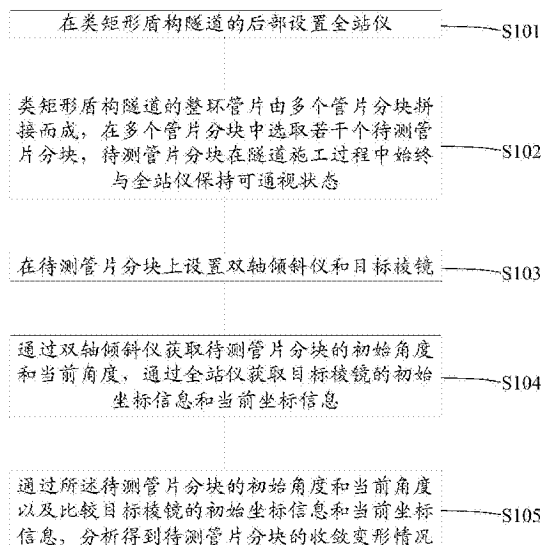 在类矩形盾构隧道的后部设置全站仪
S101
类矩形盾构隧道的整环管片由多个管片分块拼
接而成，在多个管片分块中选取若干个待测管
片分块，待测管片分块在隧道施工过程中始终
与全站仪保持可通视状态
S102
在待测管片分块上设置双轴倾斜仪和目标棱镜
S103
通过双轴倾斜仪获取待测管片分块的初始角度
和当前角度，通过全站仪获取目标棱镜的初始
坐标信息和当前坐标信息
S104
通过所述待测管片分块的初始角度和当前角度
以及比较目标棱镜的初始坐标信息和当前坐标
信息，分析得到待测管片分块的收敛变形情况
S105